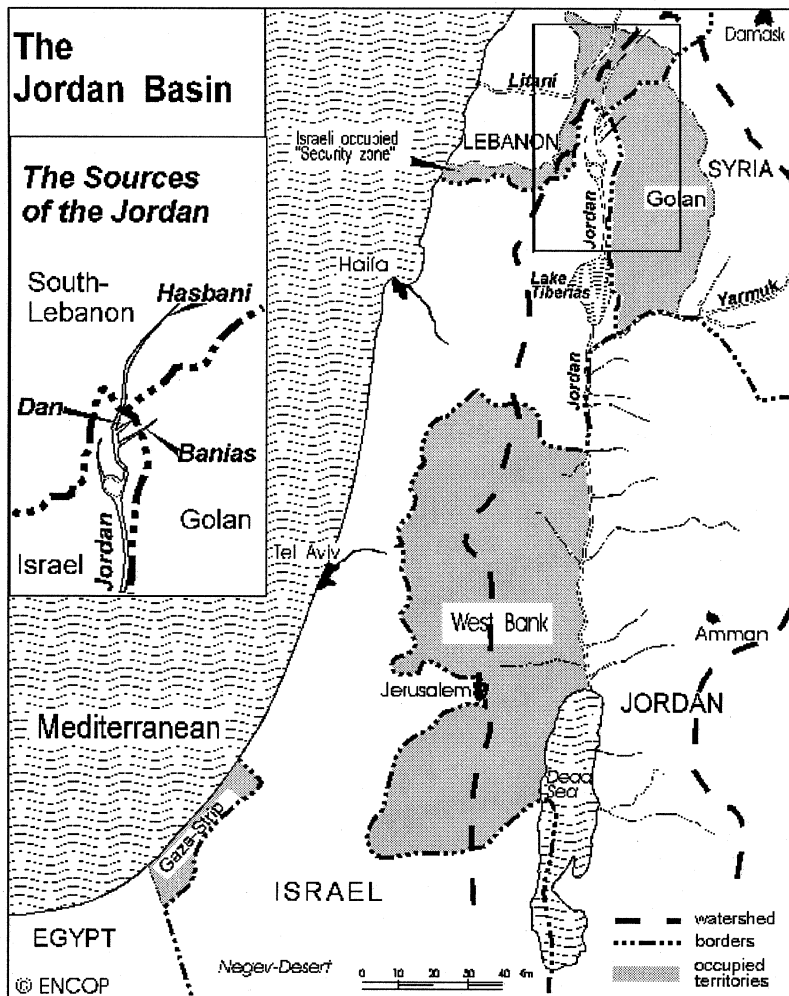 The
Jordan Basin
The Sources
of the Jordan
South-
Lebanon
Hasbani
Dan
Banias
Golan
Israel
Jordan
Damask
Litani
LEBANON
Israeli occupied
"Security zone"
SYRIA
Golan
Jordan
Haifa
Lake
Tiberias
Yarmuk
Jordan
Tel Aviv
West Bank
Amman
Jerusalem
JORDAN
Mediterranean
Dead
Sea
Gaza-Strip
ISRAEL
EGYPT
Negev-Desert
0 10 20 30 40 km
watershed
borders
occupied
territories
© ENCOP